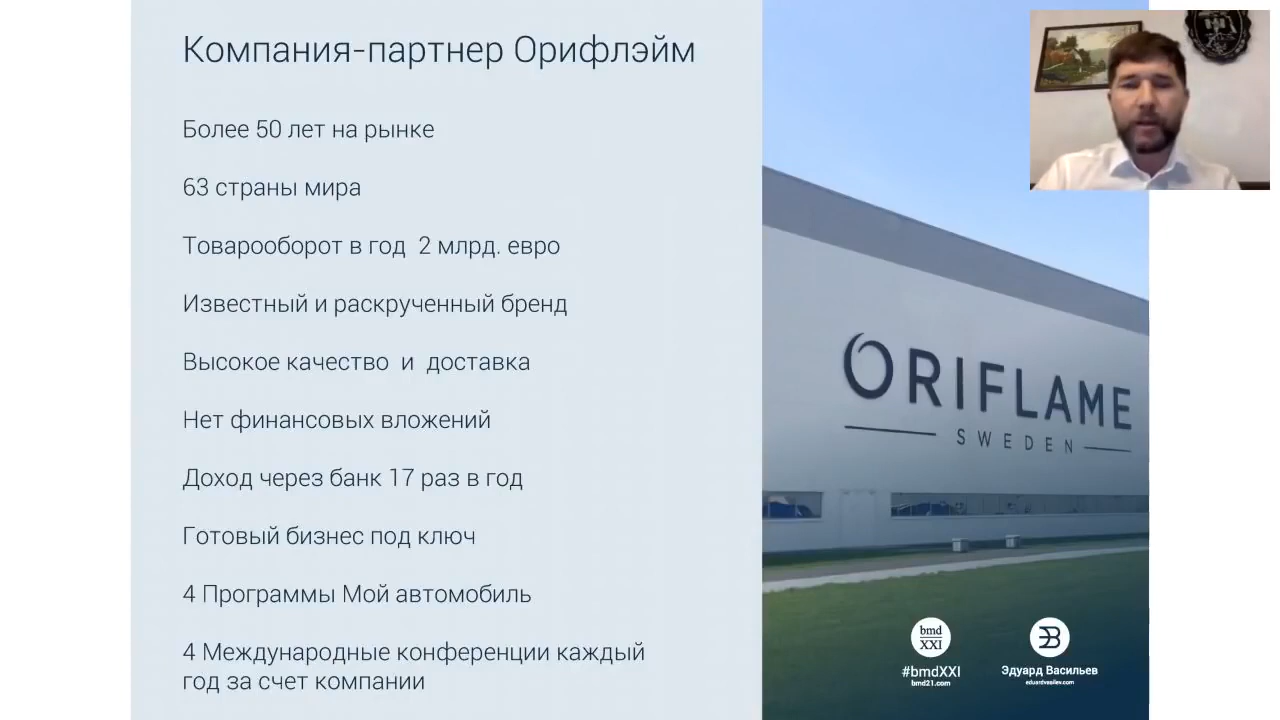 Компания-партнер Орифлэйм
Более 50 лет на рынке
63 страны мира
Товарооборот в год 2 млрд. евро
Известный и раскрученный бренд
Высокое качество и доставка
Нет финансовых вложений
Доход через банк 17 раз в год
Готовый бизнес под ключ
4 Программы Мой автомобиль
4 Международные конференции каждый
год за счет компании
ORIFLAME
SWEDEN
bmd
XXI
#bmdXXI
bmd21.com
Эдуард Васильев
eduardvasilev.com